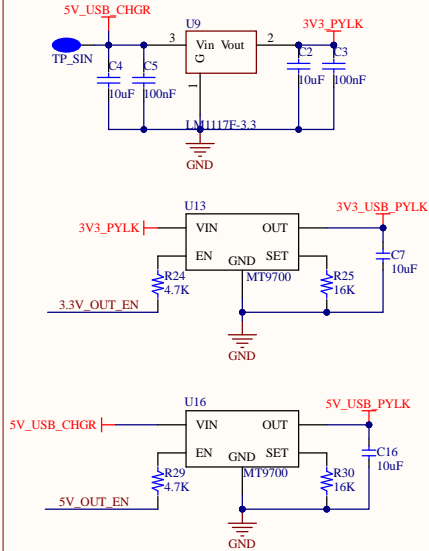 5V_USB_CHGR
U9
3V3_PYLK
3
Vin Vout
2
G
1
TP_SIN
C4
10uF
C5
100nF
C2
10uF
C3
100nF
LM1117F-3.3
GND
U13
3V3_USB_PYLK
3V3_PYLK
VIN
OUT
EN
GND
SET
MT9700
C7
10uF
R24
4.7K
R25
16K
3.3V_OUT_EN
GND
U16
5V_USB_PYLK
5V_USB_CHGR
VIN
OUT
EN
GND
SET
MT9700
C16
10uF
R29
4.7K
R30
16K
5V_OUT_EN
GND